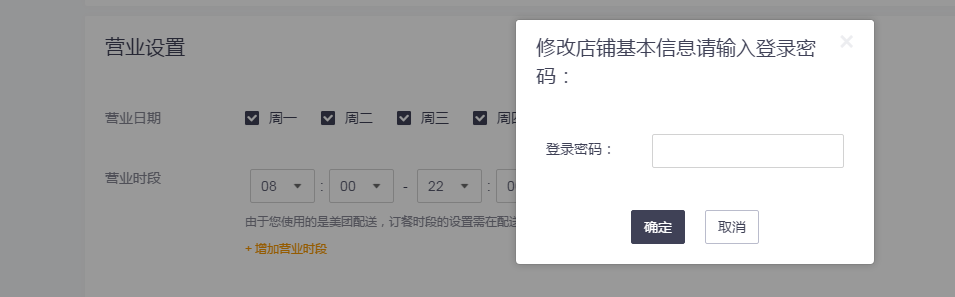 营业设置
修改店铺基本信息请输入登录密
码：
营业日期
周一
周二
周三
登录密码：
营业时段
08 : 00 - 22 :
由于您使用的是美团配送，订餐时段的设置需在配送
+ 增加营业时段
确定
取消